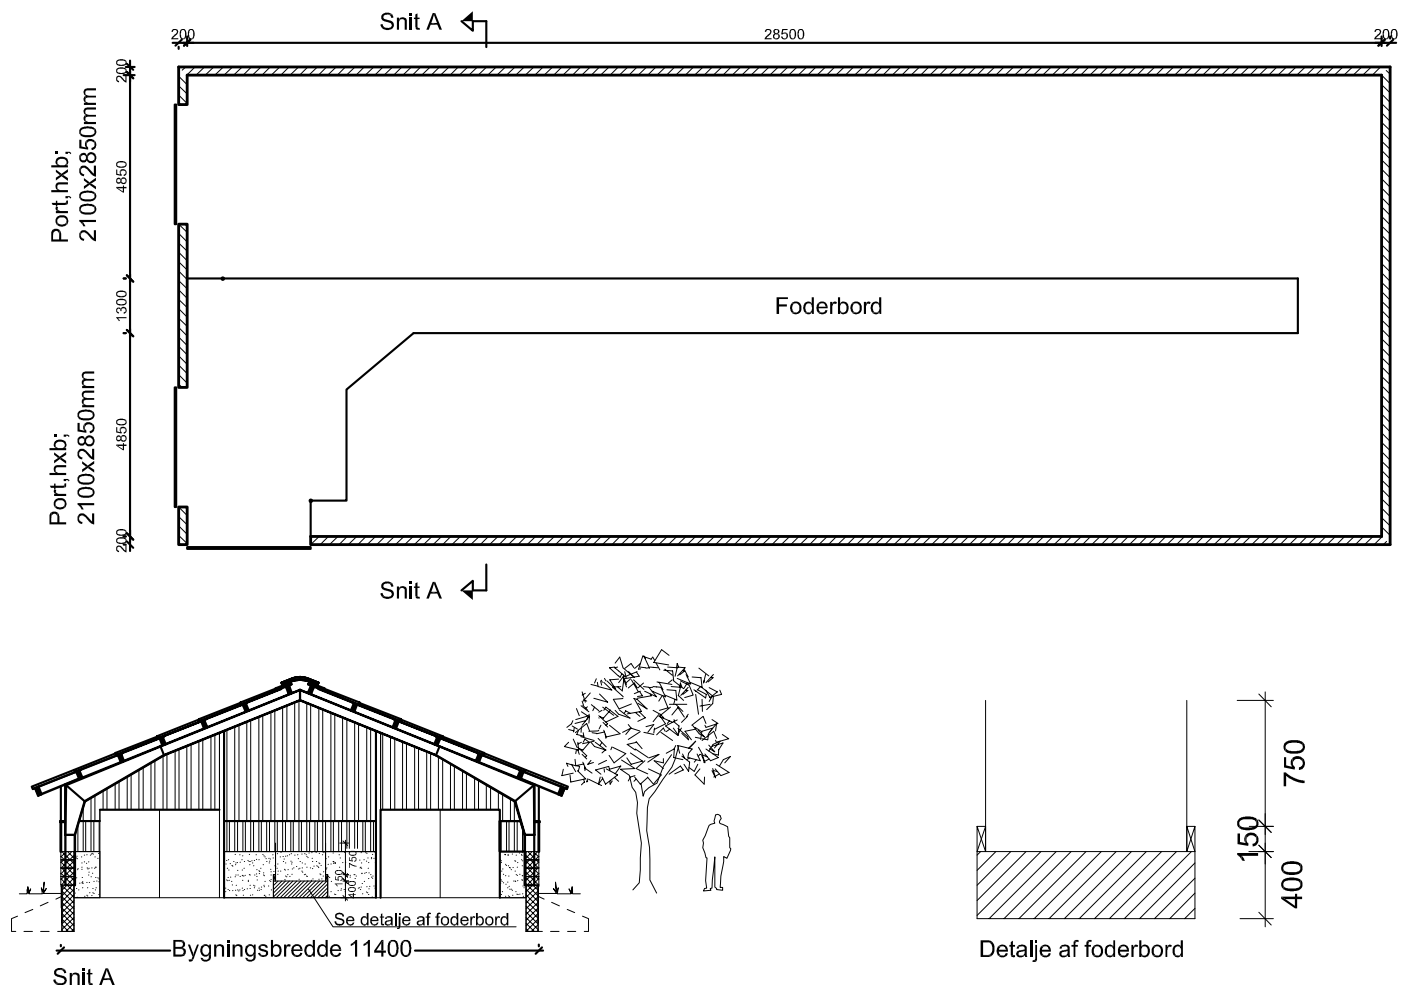 Snit A
200
28500
200
200
Port,hxb;
2100x2850mm
4850
1300
Foderbord
Port,hxb;
2100x2850mm
4850
200
Snit A
750
150
400
Se detalje af foderbord
Bygningsbredde 11400
Snit A
750
150
400
Detalje af foderbord